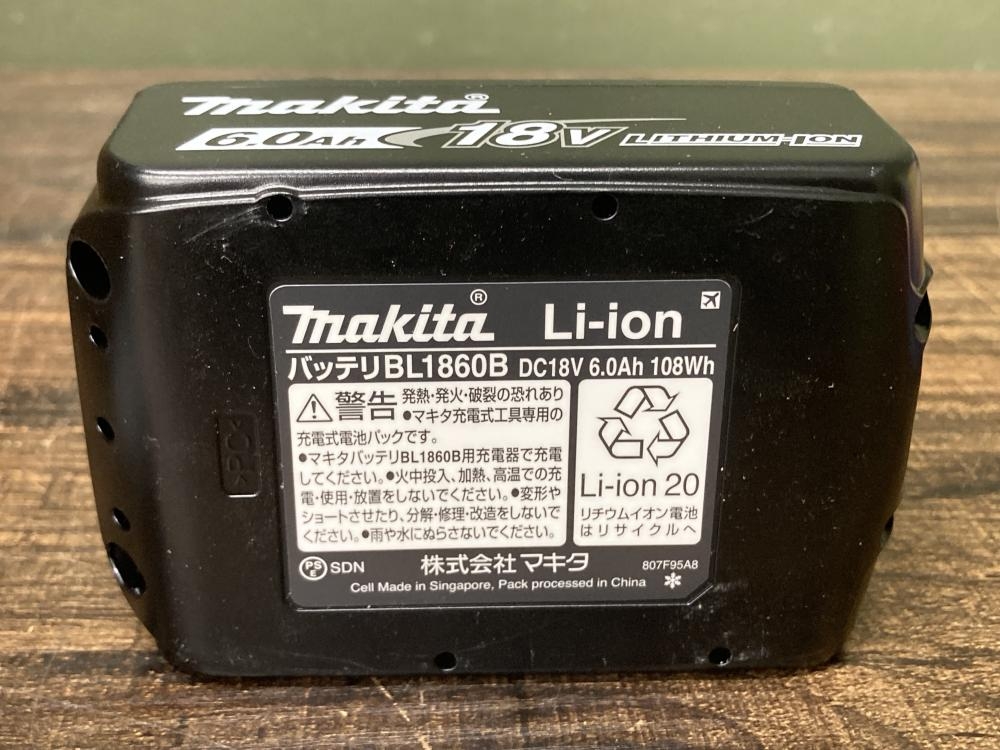 makita®
6.0Ah 18V LITHIUM-ION
makita® Li-ion
バッテリBL1860B DC18V 6.0Ah 108Wh
警告 発熱・発火・破裂の恐れあり
●マキタ充電式工具専用の
充電式電池パックです。
●マキタバッテリBL1860B用充電器で充電
してください。●火中投入、加熱、高温での充
電・使用・放置をしないでください。●変形や
ショートさせたり、分解・修理・改造をしないで
ください。●雨や水にぬらさないでください。
Li-ion 20
リチウムイオン電池
はリサイクルへ
PSE SDN 株式会社 マキタ 807F95A8
Cell Made in Singapore, Pack processed in China ✻
>PC<